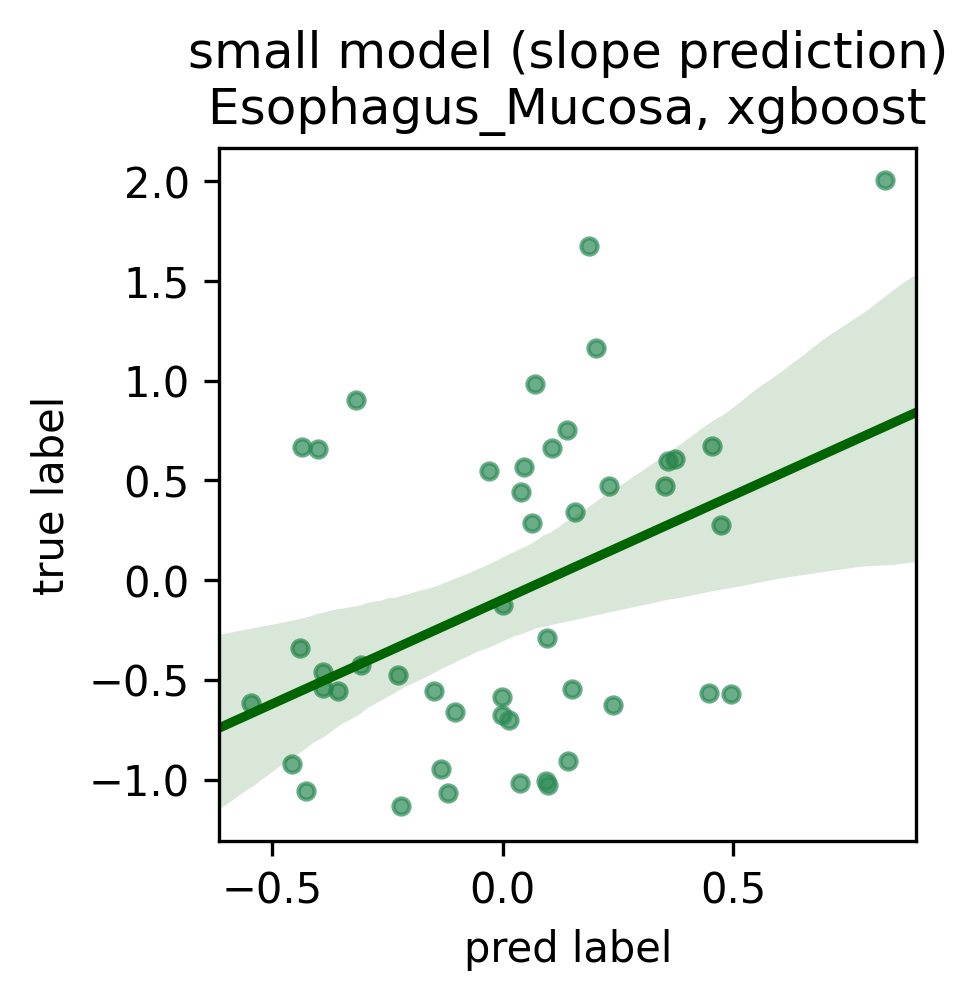 small model (slope prediction)
Esophagus_Mucosa, xgboost
2.0
1.5
1.0
0.5
0.0
−0.5
−1.0
true label
−0.5
0.0
0.5
pred label